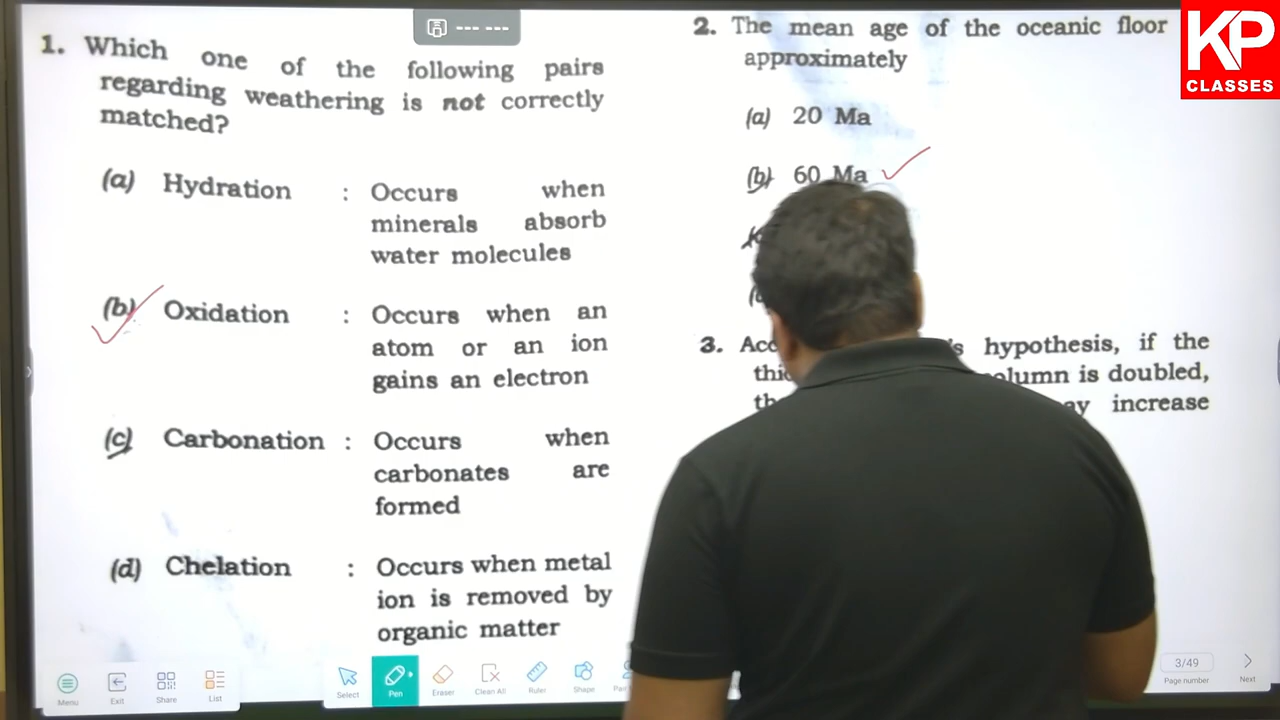 1. Which one of the following pairs
regarding weathering is not correctly
matched?
(a) Hydration : Occurs when
minerals absorb
water molecules
(b) Oxidation : Occurs when an
atom or an ion
gains an electron
(c) Carbonation : Occurs when
carbonates are
formed
(d) Chelation : Occurs when metal
ion is removed by
organic matter
2. The mean age of the oceanic floor
approximately
(a) 20 Ma
(b) 60 Ma
3. hypothesis, if the
is doubled,
increase
KP
CLASSES
Menu
Exit
Share
List
Select
Pen
Eraser
Clean All
Ruler
Shape
3/49
Page number
Next